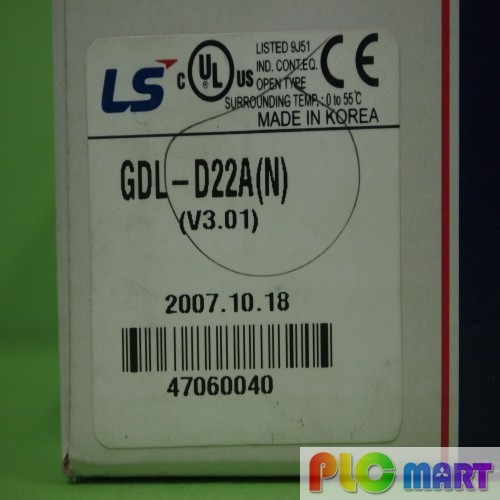 LS
C UL US
LISTED 9J51
IND. CONT.EQ.
OPEN TYPE
CE
SURROUNDING TEMP. : 0 to 55℃
MADE IN KOREA
GDL-D22A(N)
(V3.01)
2007.10.18
47060040
PLC mART